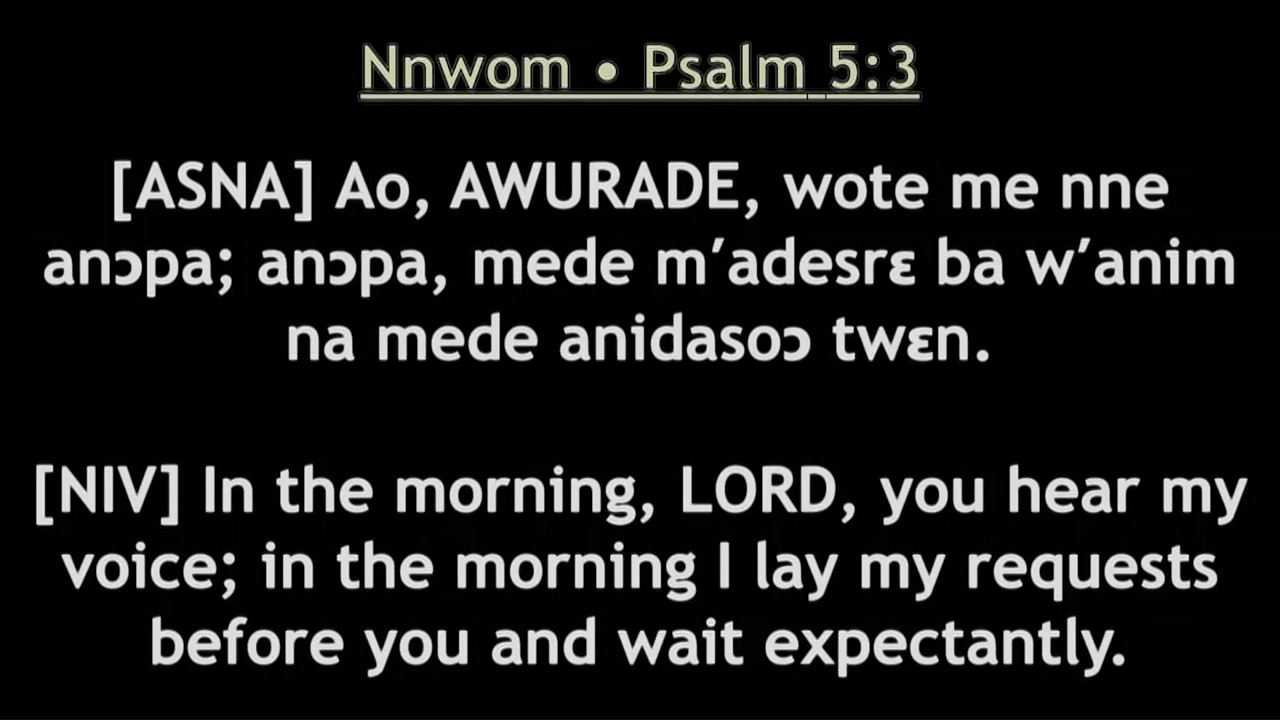 Nnwom • Psalm 5:3
[ASNA] Ao, AWURADE, wote me nne
anɔpa; anɔpa, mede m’adesrɛ ba w’anim
na mede anidasoɔ twɛn.
[NIV] In the morning, LORD, you hear my
voice; in the morning I lay my requests
before you and wait expectantly.